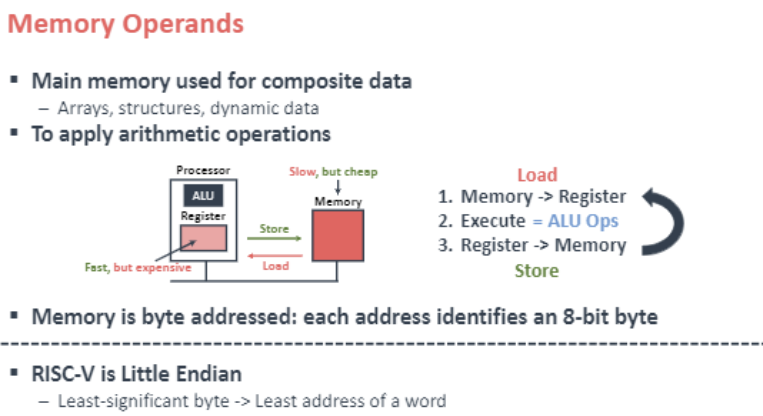 Memory Operands
▪ Main memory used for composite data
– Arrays, structures, dynamic data
▪ To apply arithmetic operations
Processor
ALU
Register
Fast, but expensive
Store
Load
Slow, but cheap
Memory
Load
1. Memory -> Register
2. Execute = ALU Ops
3. Register -> Memory
Store
▪ Memory is byte addressed: each address identifies an 8-bit byte
▪ RISC-V is Little Endian
– Least-significant byte -> Least address of a word